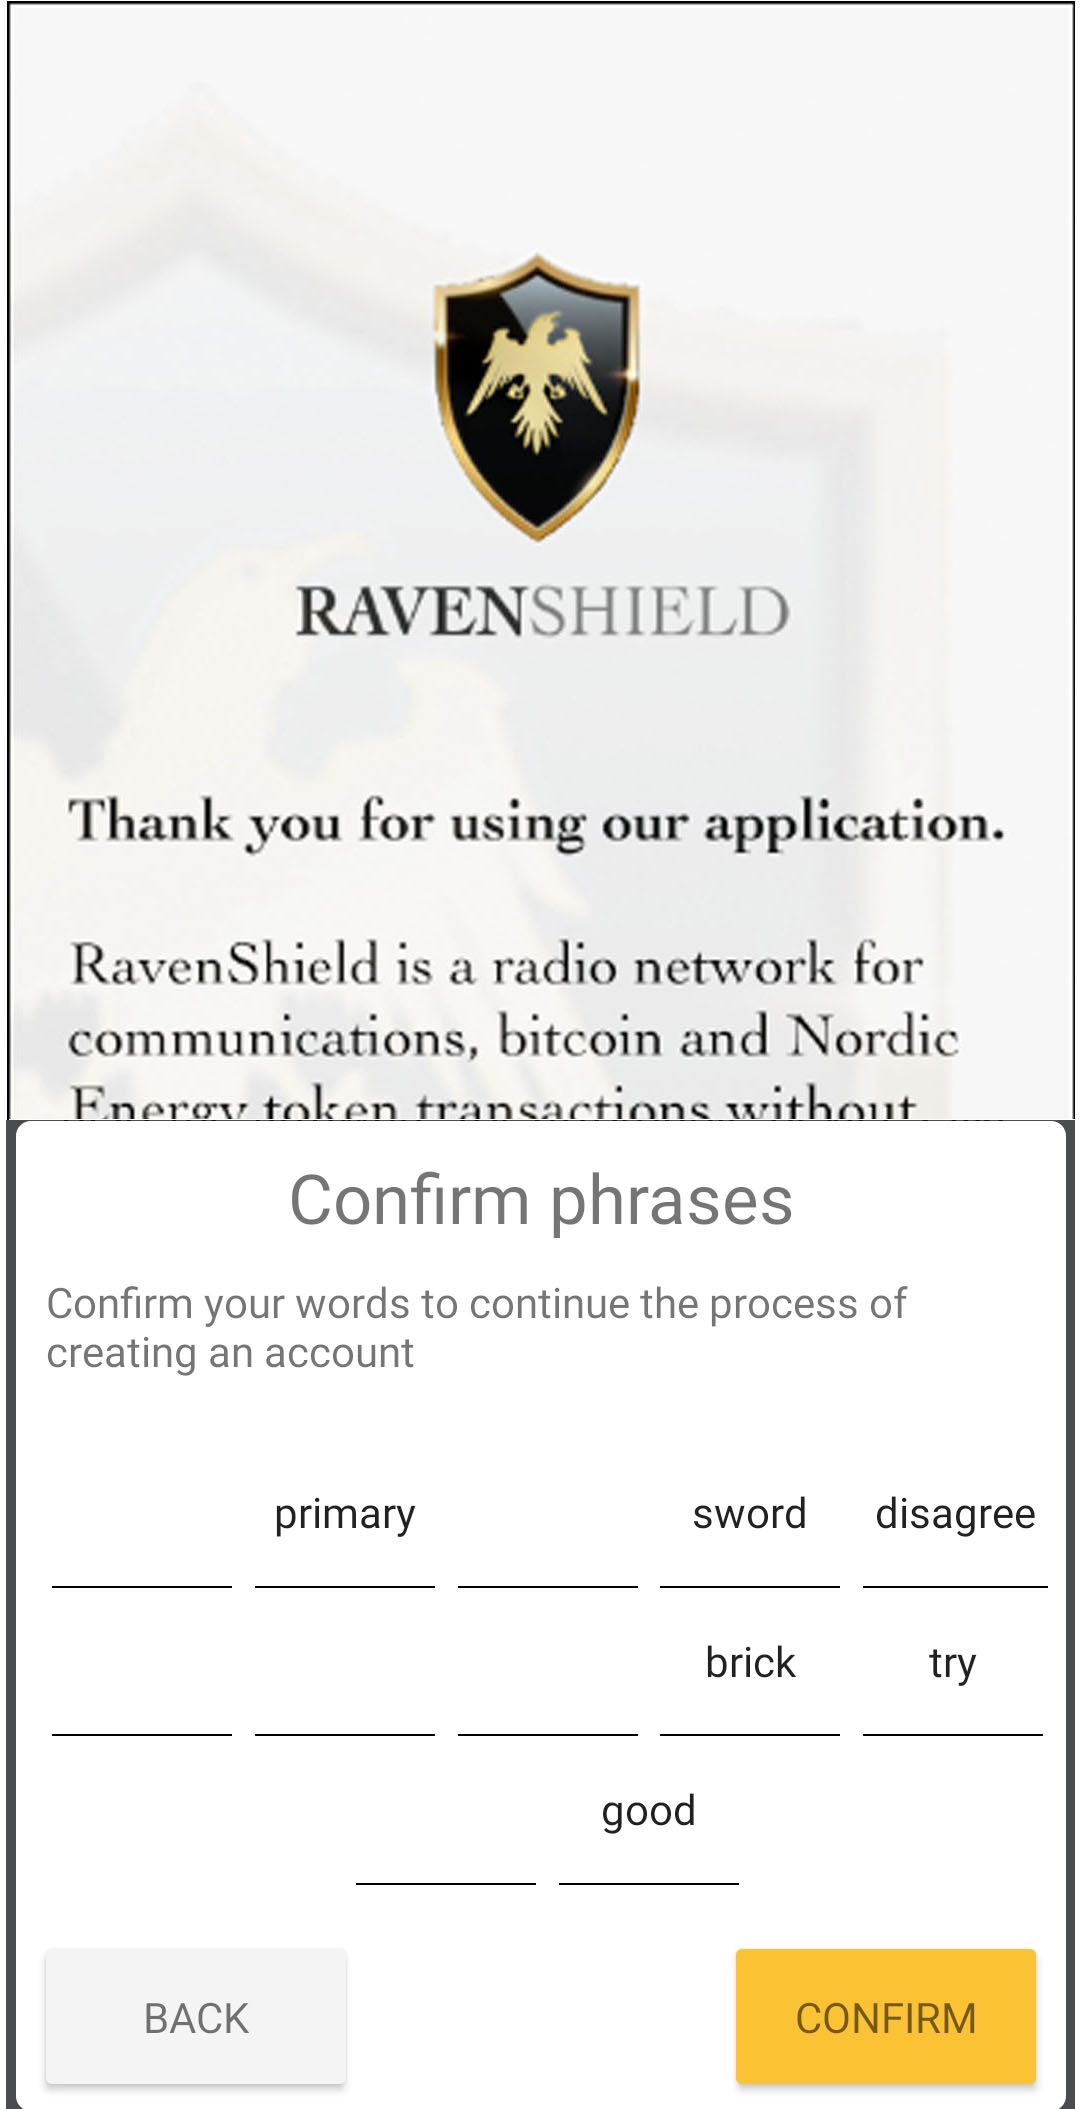 RAVENSHIELD
Thank you for using our application.
RavenShield is a radio network for
communications, bitcoin and Nordic
Energy token transactions without
Confirm phrases
Confirm your words to continue the process of
creating an account
primary sword disagree
brick try
good
BACK CONFIRM